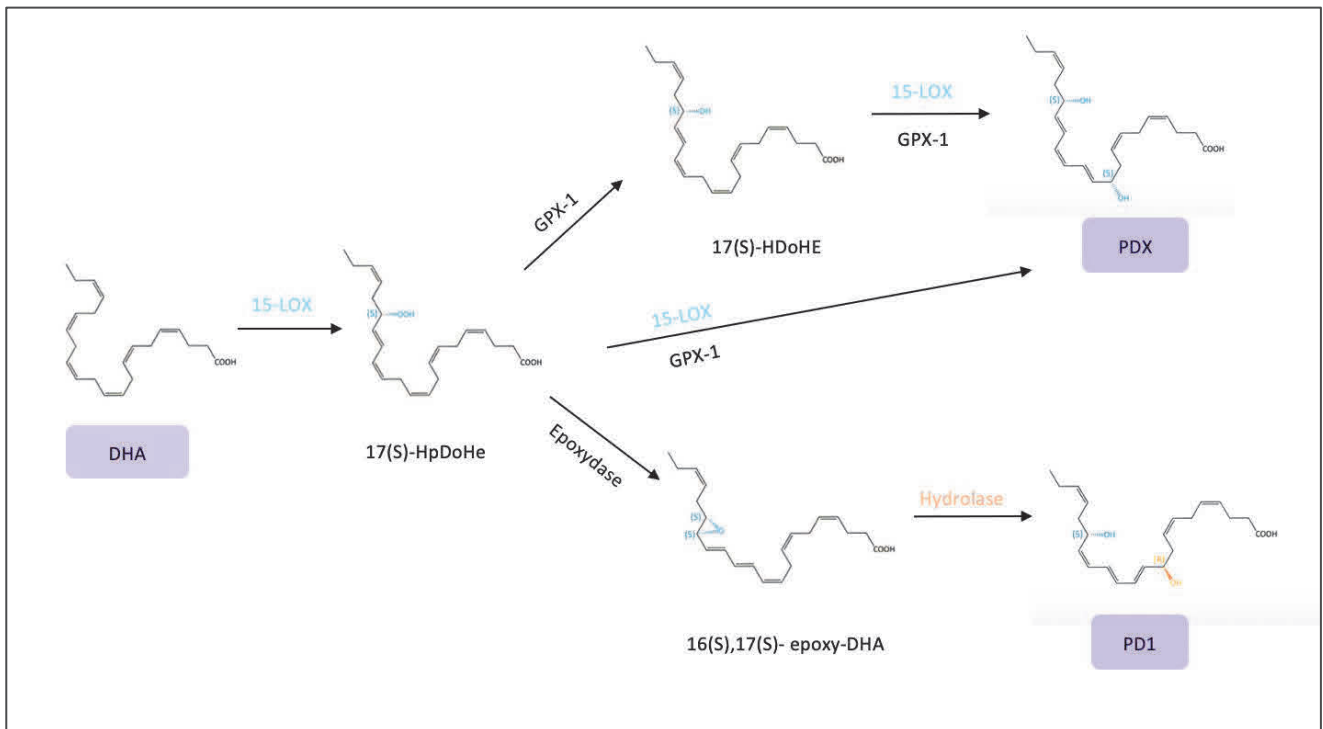 (S)
OH
COOH
15-LOX
GPX-1
(S)
OH
COOH
(S)
OH
GPX-1
17(S)-HDoHE
PDX
15-LOX
(S)
OOH
COOH
COOH
15-LOX
GPX-1
DHA
17(S)-HpDoHe
Epoxydase
(S)
(S)
O
COOH
Hydrolase
(S)
OH
COOH
(R)
OH
16(S),17(S)- epoxy-DHA
PD1